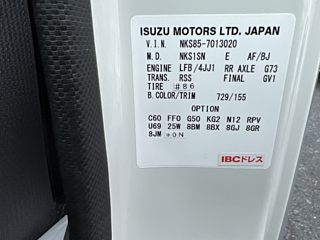 ISUZU MOTORS LTD. JAPAN
V.I.N. NKS85-7013020
M.D. NKS1SN E AF/BJ
ENGINE LFB/4JJ1 RR AXLE G73
TRANS. RSS FINAL GV1
TIRE #86
B.COLOR/TRIM 729/155
OPTION
C60 FF0 G50 KG2 N12 RPV
U69 25W 8BM 8BX 8GJ 8GR
8JM *0N
IBCドレス